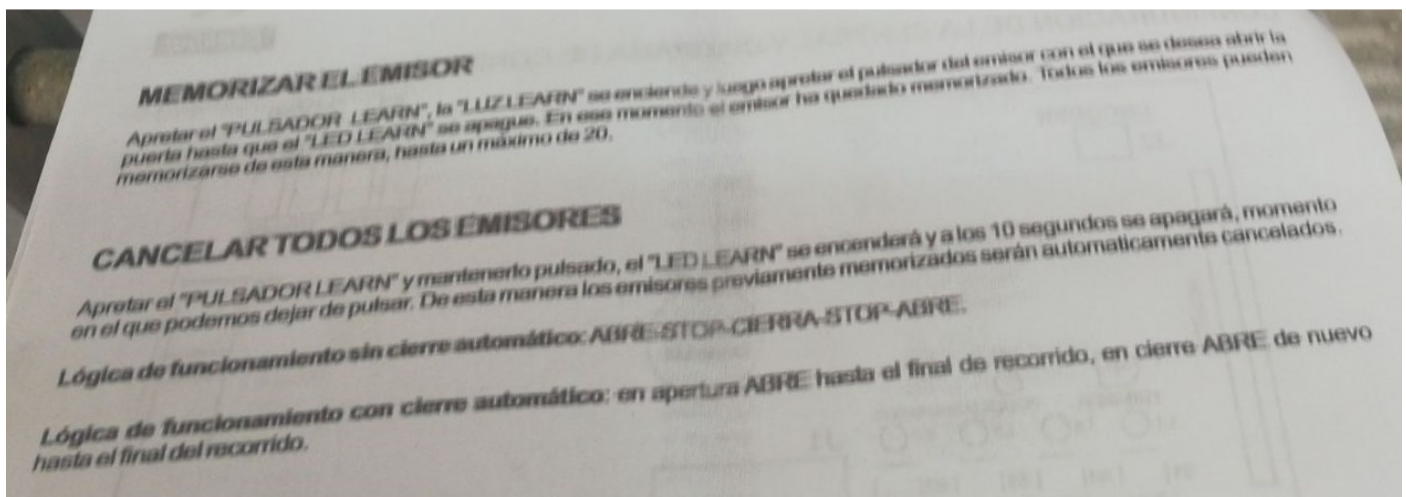 MEMORIZAR EL EMISOR
Apretar el "PULSADOR LEARN", la "LUZ LEARN" se enciende y luego apretar el pulsador del emisor con el que se desea abrir la
puerta hasta que el "LED LEARN" se apague. En ese momento el emisor ha quedado memorizado. Todos los emisores pueden
memorizarse de esta manera, hasta un máximo de 20.
CANCELAR TODOS LOS EMISORES
Apretar el "PULSADOR LEARN" y mantenerlo pulsado, el "LED LEARN" se encenderá y a los 10 segundos se apagará, momento
en el que podemos dejar de pulsar. De esta manera los emisores previamente memorizados serán automaticamente cancelados.
Lógica de funcionamiento sin cierre automático: ABRE-STOP-CIERRA-STOP-ABRE.
Lógica de funcionamiento con cierre automático: en apertura ABRE hasta el final de recorrido, en cierre ABRE de nuevo
hasta el final del recorrido.